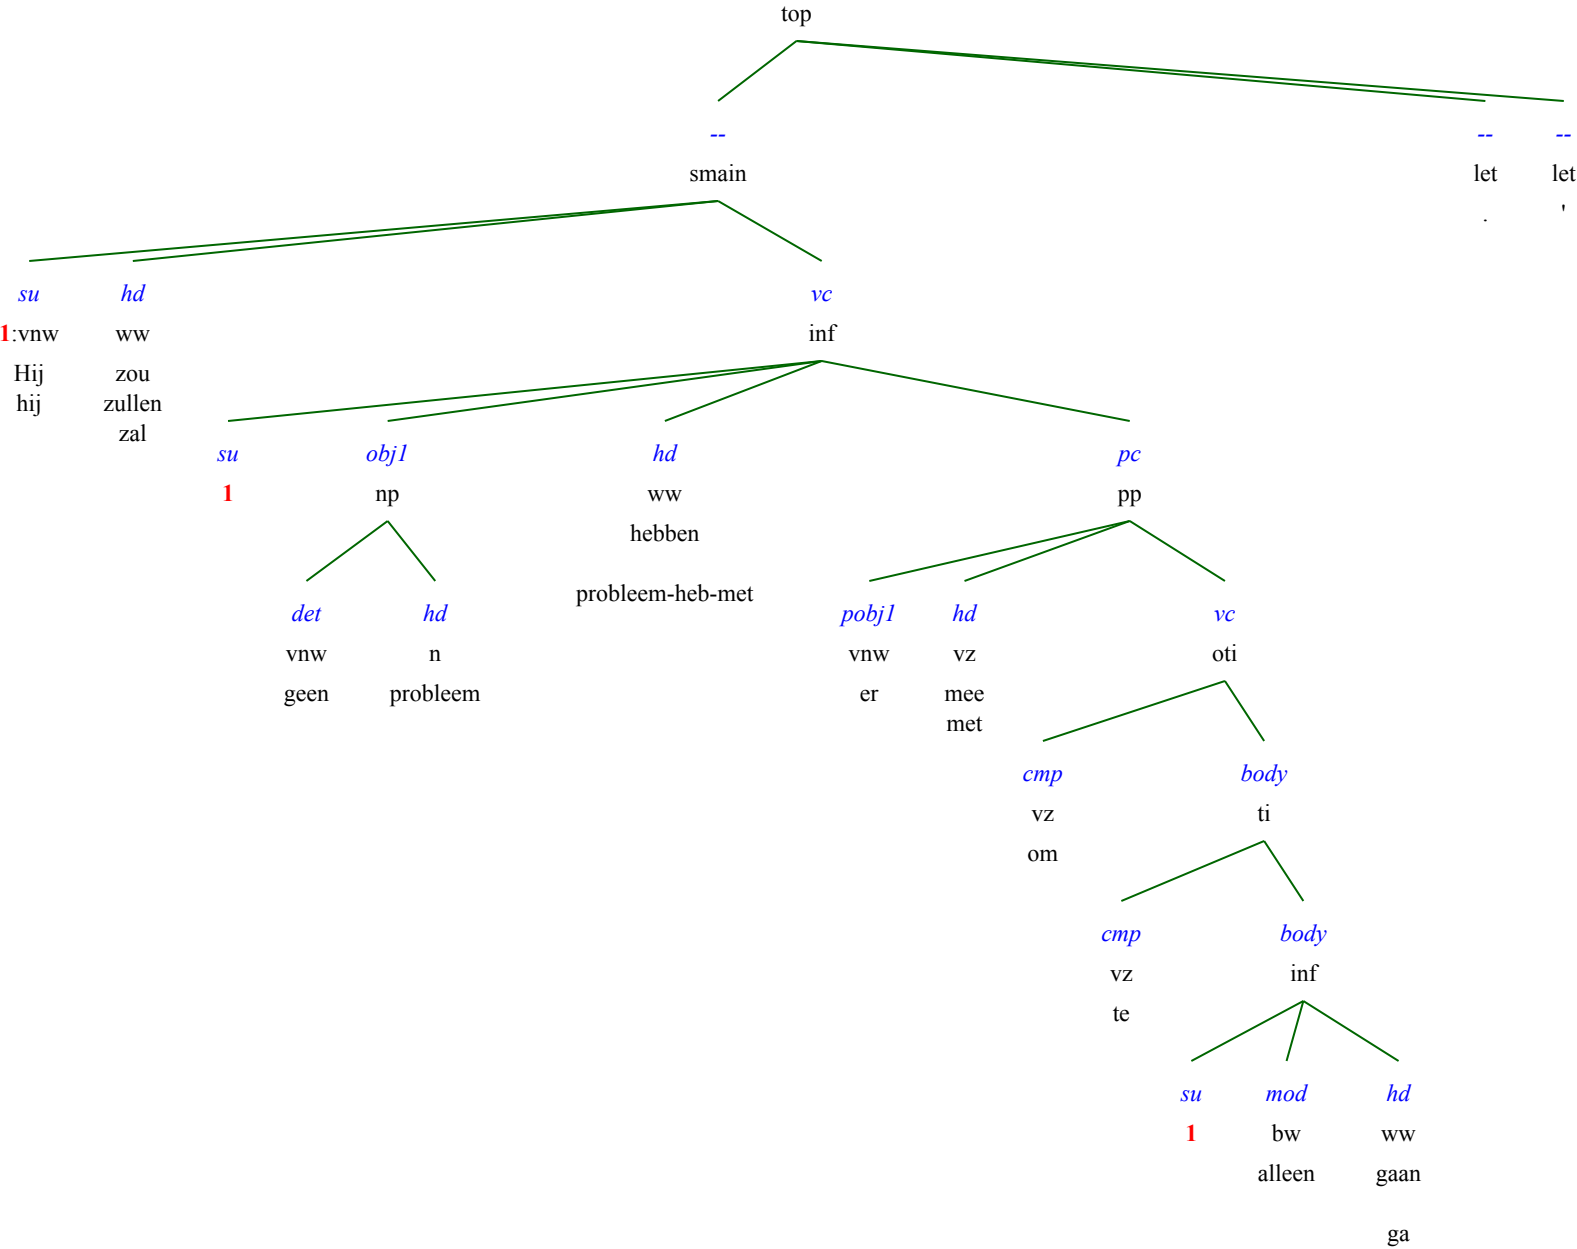 top
-- -- --
smain let let
. '
su hd vc
1:vnw ww inf
Hij zou
hij zullen
zal
su obj1 hd pc
1 np ww pp
hebben
probleem-heb-met
det hd pobj1 hd vc
vnw n vnw vz oti
geen probleem er mee
met
cmp body
vz ti
om
cmp body
vz inf
te
su mod hd
1 bw ww
alleen gaan
ga